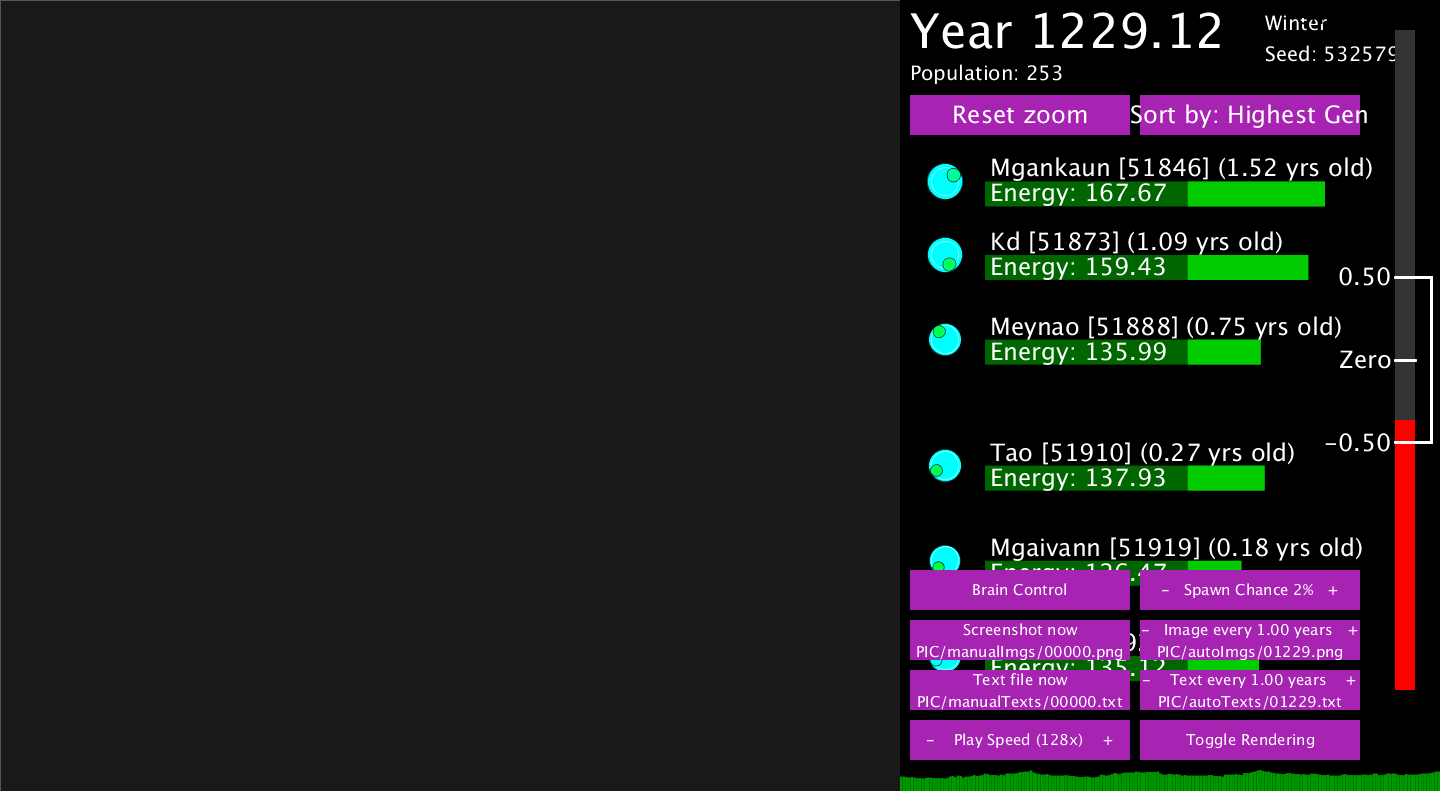 Year 1229.12
Winter
Seed: 532579
Population: 253
Reset zoom
Sort by: Highest Gen
Mgankaun [51846] (1.52 yrs old)
Energy: 167.67
Kd [51873] (1.09 yrs old)
Energy: 159.43
0.50
Meynao [51888] (0.75 yrs old)
Energy: 135.99
Zero
-0.50
Tao [51910] (0.27 yrs old)
Energy: 137.93
Mgaivann [51919] (0.18 yrs old)
Energy: 126.47
Brain Control
- Spawn Chance 2% +
Screenshot now
PIC/manualImgs/00000.png
- Image every 1.00 years +
PIC/autoImgs/01229.png
Energy: 135.12
Text file now
PIC/manualTexts/00000.txt
- Text every 1.00 years +
PIC/autoTexts/01229.txt
- Play Speed (128x) +
Toggle Rendering